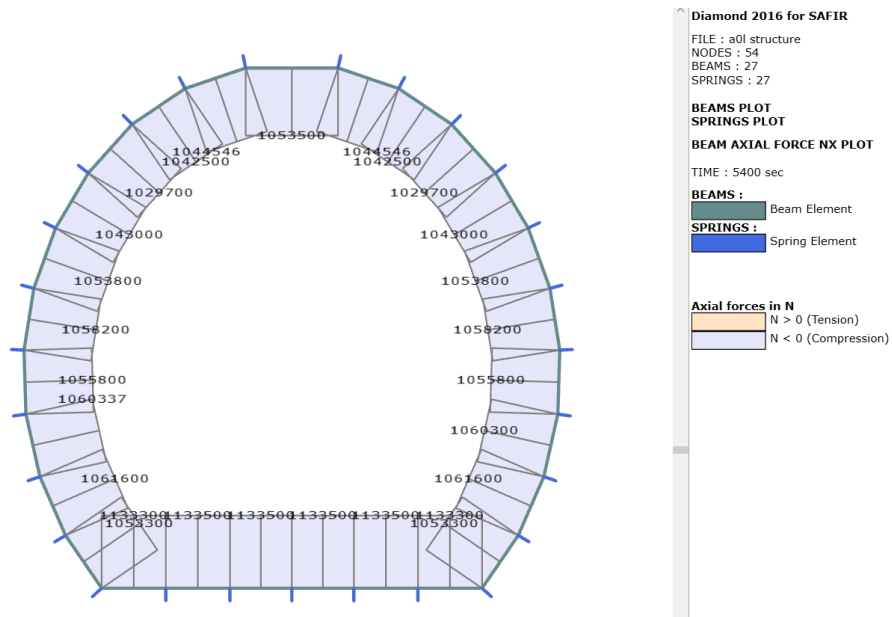 Diamond 2016 for SAFIR
FILE : a0l structure
NODES : 54
BEAMS : 27
SPRINGS : 27
BEAMS PLOT
SPRINGS PLOT
BEAM AXIAL FORCE NX PLOT
TIME : 5400 sec
BEAMS :
Beam Element
SPRINGS :
Spring Element
Axial forces in N
N > 0 (Tension)
N < 0 (Compression)
1053500
1044546 1044546
1042500 1042500
1029700 1029700
1043000 1043000
1053800 1053800
1058200 1058200
1055800 1055800
1060337
1060300
1061600 1061600
1133300 1133500 1133500 1133500 1133500 1133300
1053300 1053300